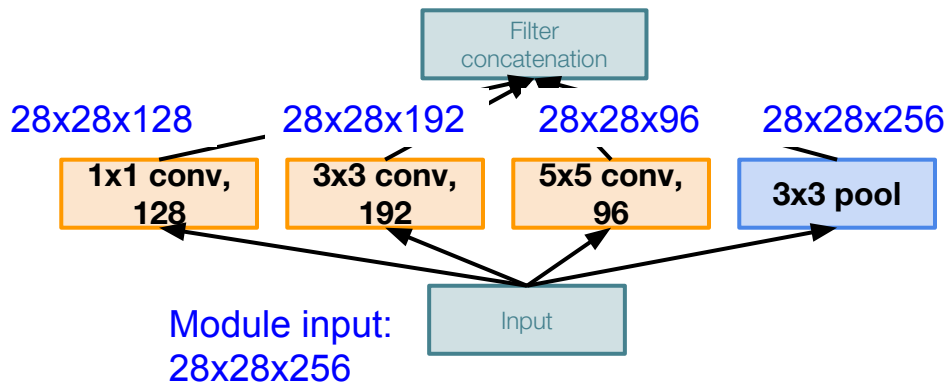 Filter
concatenation
28x28x128
28x28x192
28x28x96
28x28x256
1x1 conv,
128
3x3 conv,
192
5x5 conv,
96
3x3 pool
Input
Module input:
28x28x256